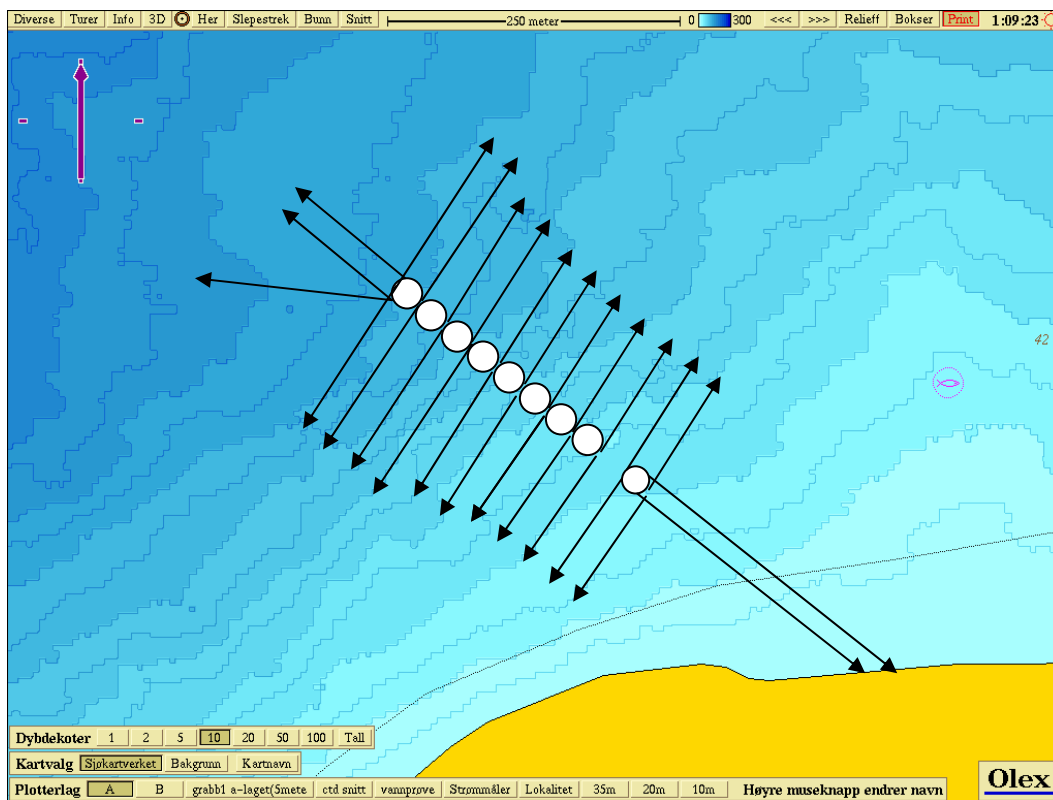 Diverse Turer Info 3D Her Slepestrek Bunn Snitt 250 meter 0 300 <<< >>> Relieff Bokser Print 1:09:23
42
Dybdekoter 1 2 5 10 20 50 100 Tall
Kartvalg Sjøkartverket Bakgrunn Kartnavn
Plotterlag A B grabb1 a-laget(5mete ctd snitt vannprøve Strømmåler Lokalitet 35m 20m 10m Høyre museknapp endrer navn Olex